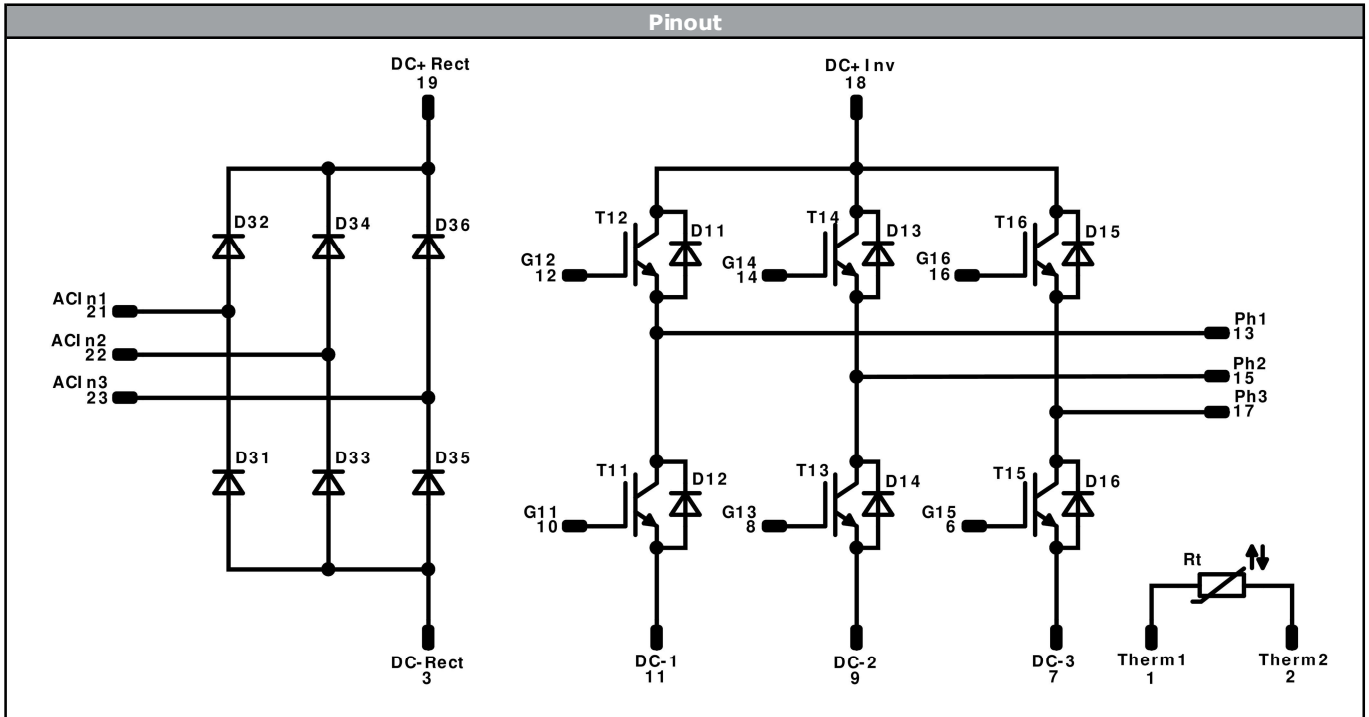 Pinout
DC+Rect
19
DC+Inv
18
D32
D34
D36
T12
D11
T14
D13
T16
D15
G12
12
G14
14
G16
16
ACIn1
21
ACIn2
22
ACIn3
23
Ph1
13
Ph2
15
Ph3
17
D31
D33
D35
T11
D12
T13
D14
T15
D16
G11
10
G13
8
G15
6
Rt
DC-Rect
3
DC-1
11
DC-2
9
DC-3
7
Therm1
1
Therm2
2